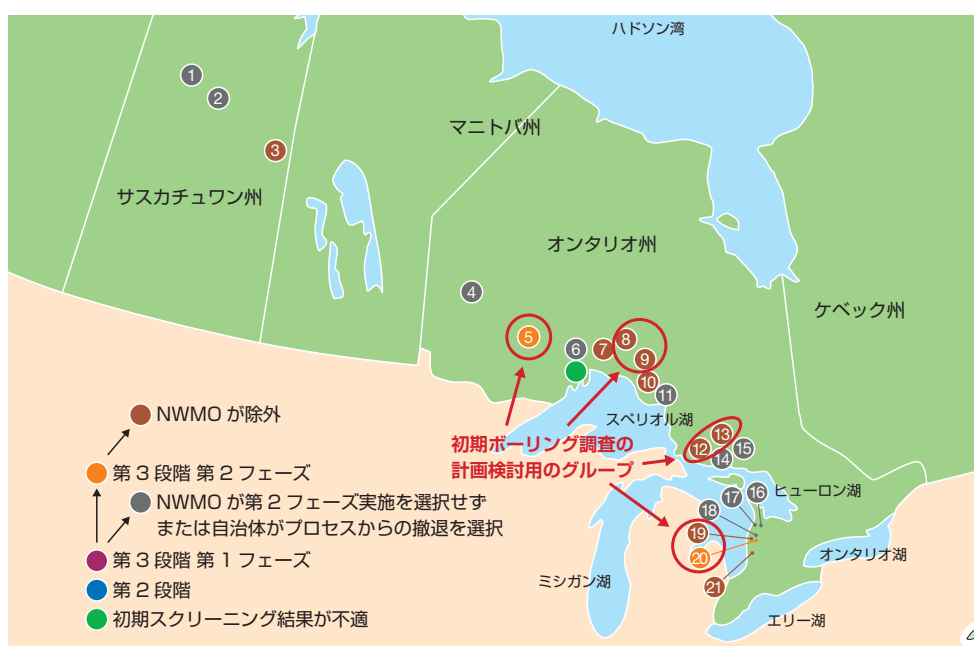 ハドソン湾
1
2
マニトバ州
3
サスカチュワン州
オンタリオ州
4
ケベック州
5
6
7
8
9
10
11
NWMO が除外
スペリオル湖
初期ボーリング調査の
計画検討用のグループ
12
13
14
15
第3段階 第2フェーズ
NWMO が第2フェーズ実施を選択せず
または自治体がプロセスからの撤退を選択
16
17
ヒューロン湖
18
19
20
21
第3段階 第1フェーズ
オンタリオ湖
ミシガン湖
第2段階
初期スクリーニング結果が不適
エリー湖